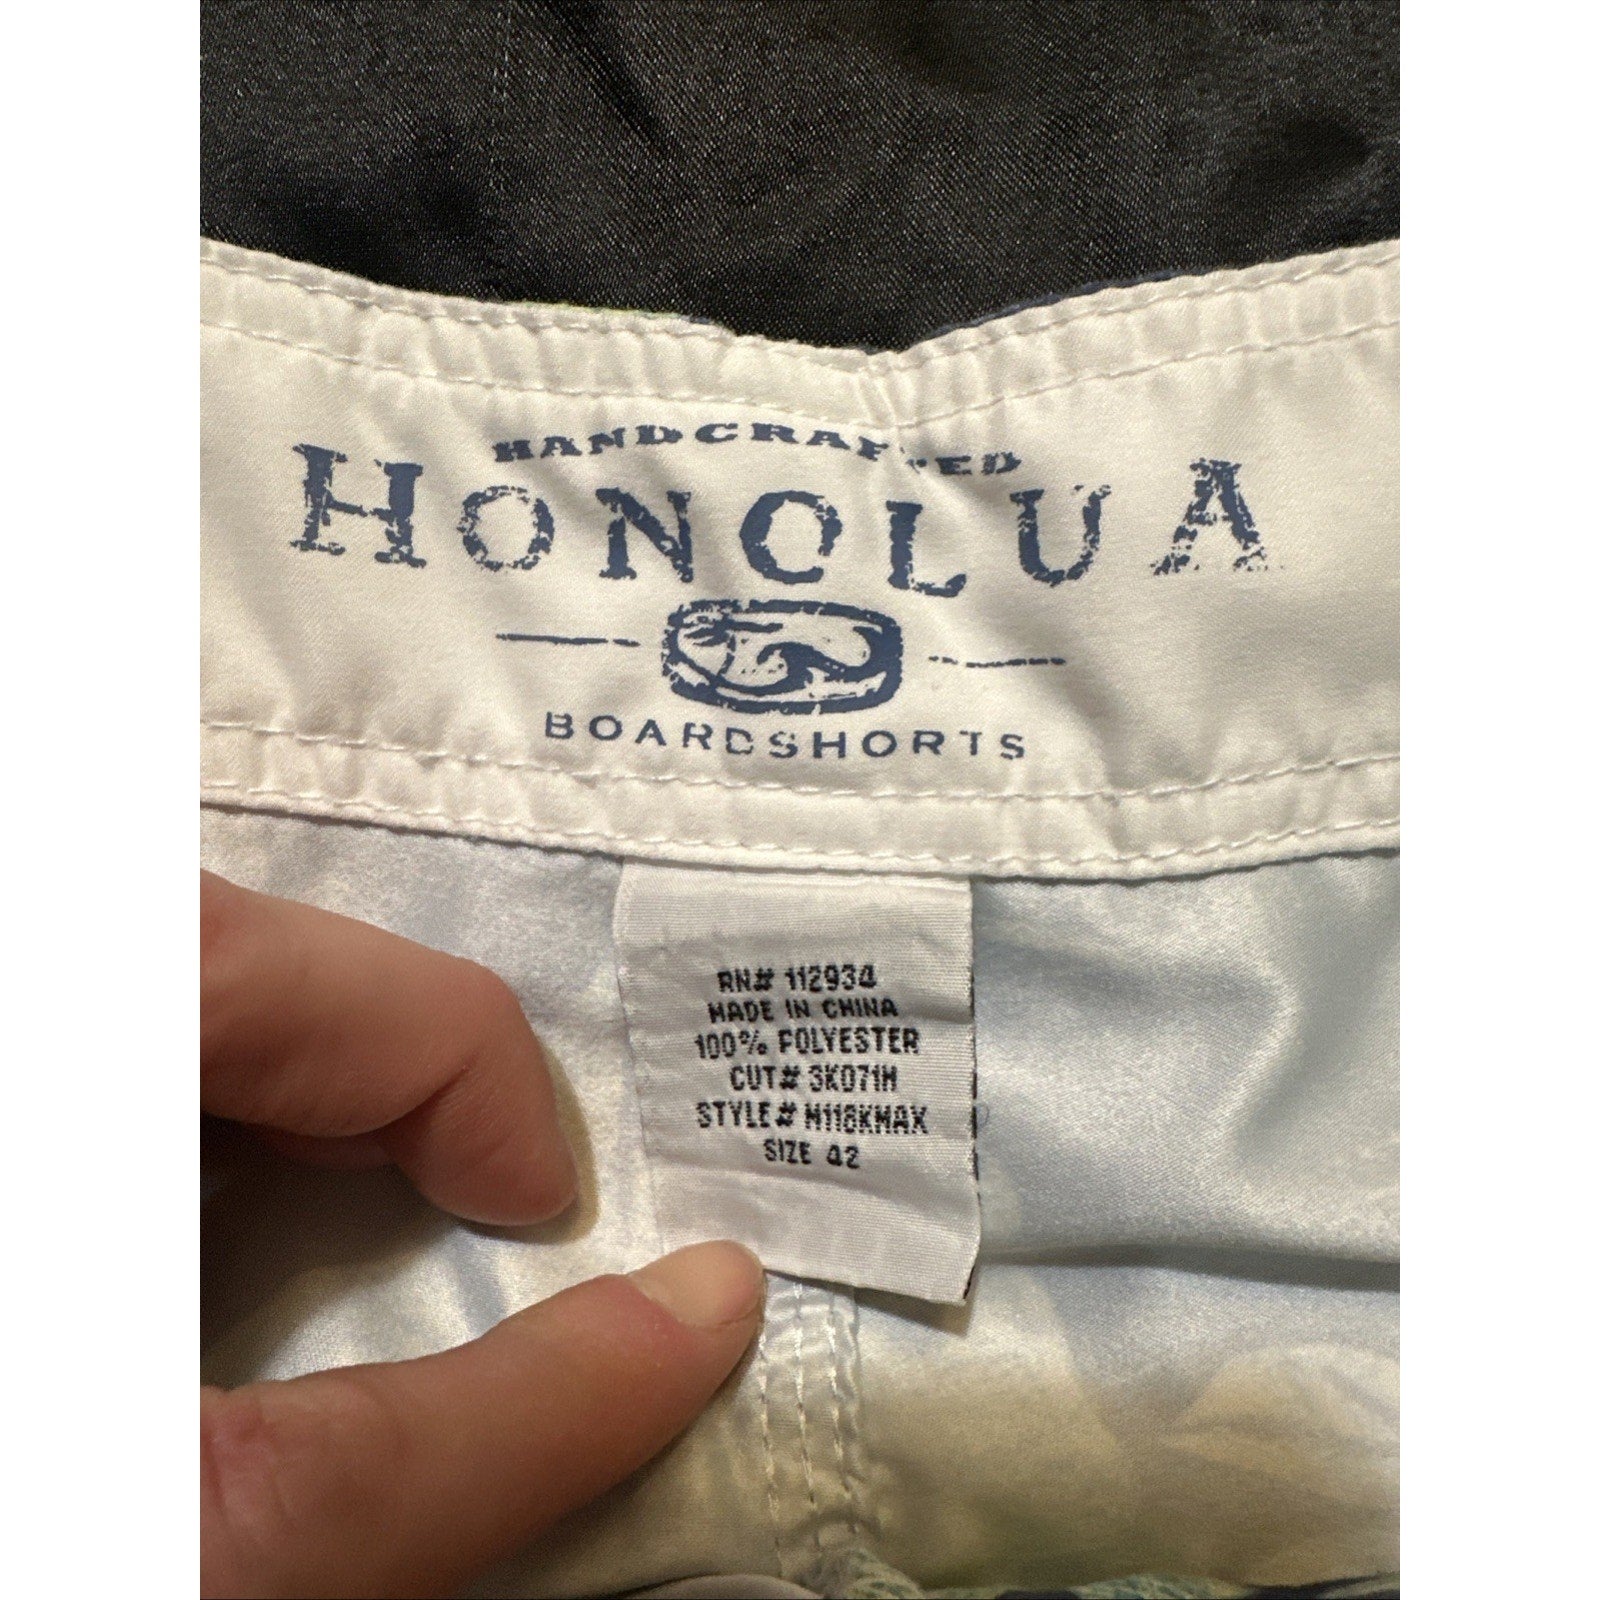 HANDCRAFTED
HONOLUA
BOARDSHORTS
RN# 112934
MADE IN CHINA
100% POLYESTER
CUT# 3K071H
STYLE# M118KMAX
SIZE 42